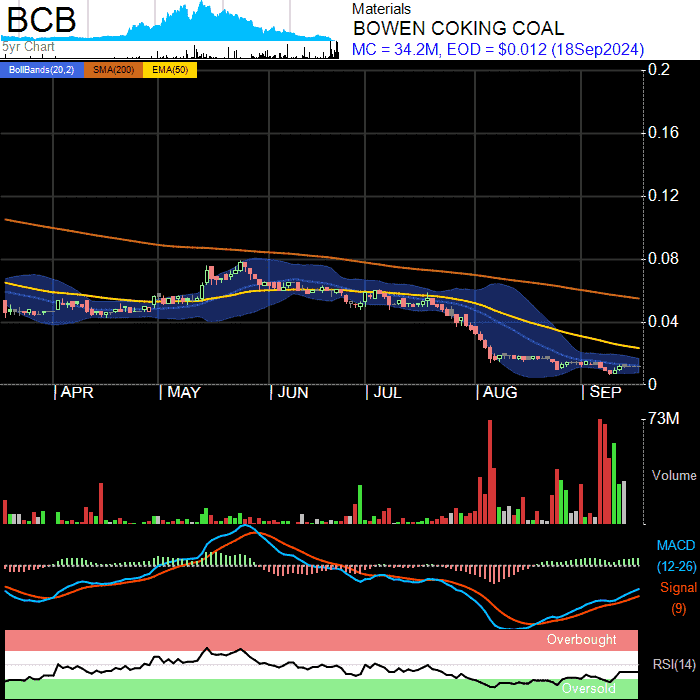 BCB
5yr Chart
Materials
BOWEN COKING COAL
MC = 34.2M, EOD = $0.012 (18Sep2024)
BollBands(20,2) SMA(200) EMA(50)
0.2
0.16
0.12
0.08
0.04
0
APR MAY JUN JUL AUG SEP
73M
Volume
MACD
(12-26)
Signal
(9)
Overbought
RSI(14)
Oversold